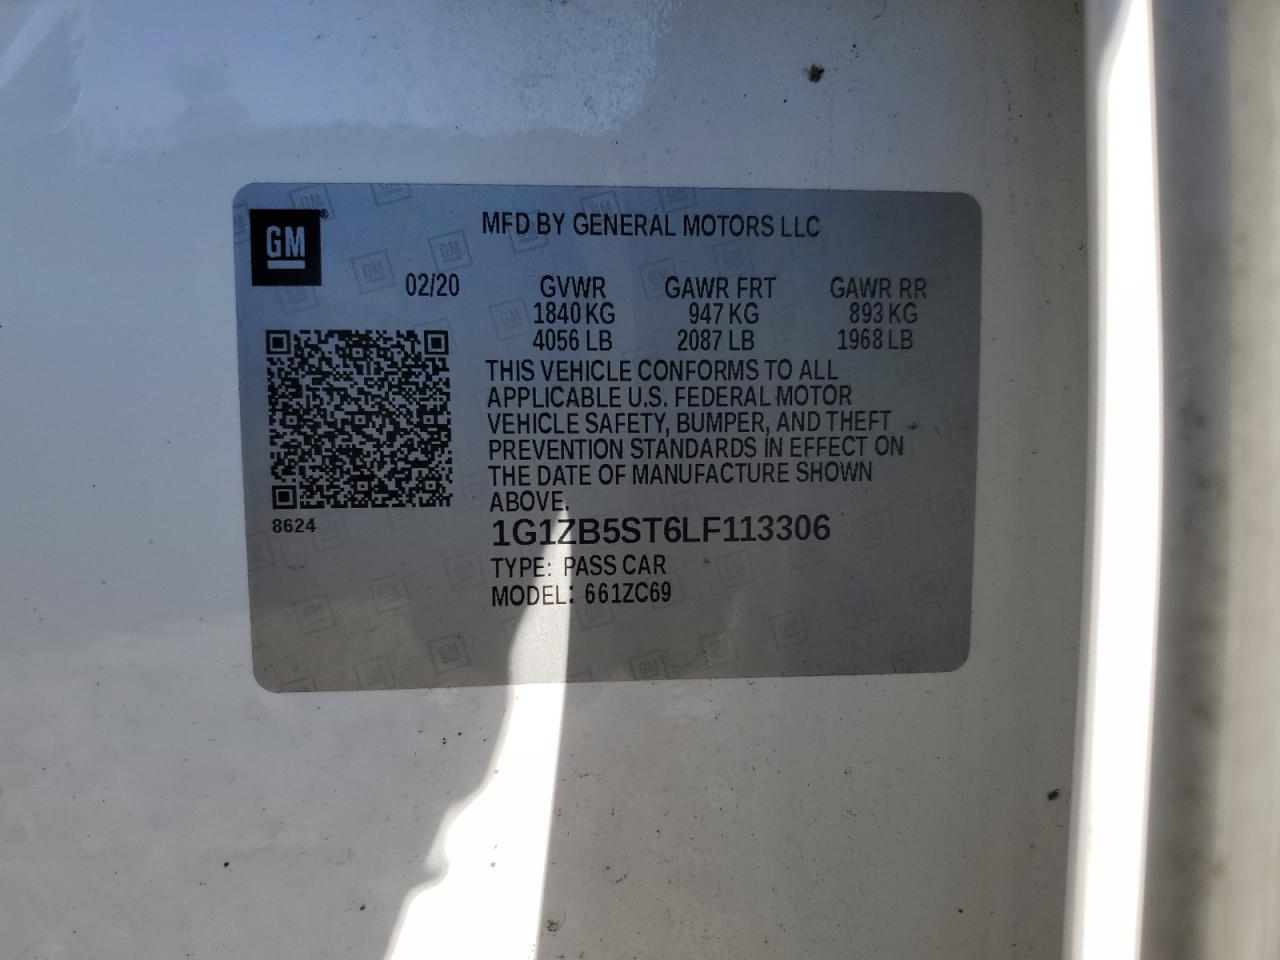 GM®
MFD BY GENERAL MOTORS LLC
02/20 GVWR GAWR FRT GAWR RR
1840 KG 947 KG 893 KG
4056 LB 2087 LB 1968 LB
THIS VEHICLE CONFORMS TO ALL
APPLICABLE U.S. FEDERAL MOTOR
VEHICLE SAFETY, BUMPER, AND THEFT
PREVENTION STANDARDS IN EFFECT ON
THE DATE OF MANUFACTURE SHOWN
ABOVE.
8624
1G1ZB5ST6LF113306
TYPE: PASS CAR
MODEL: 661ZC69